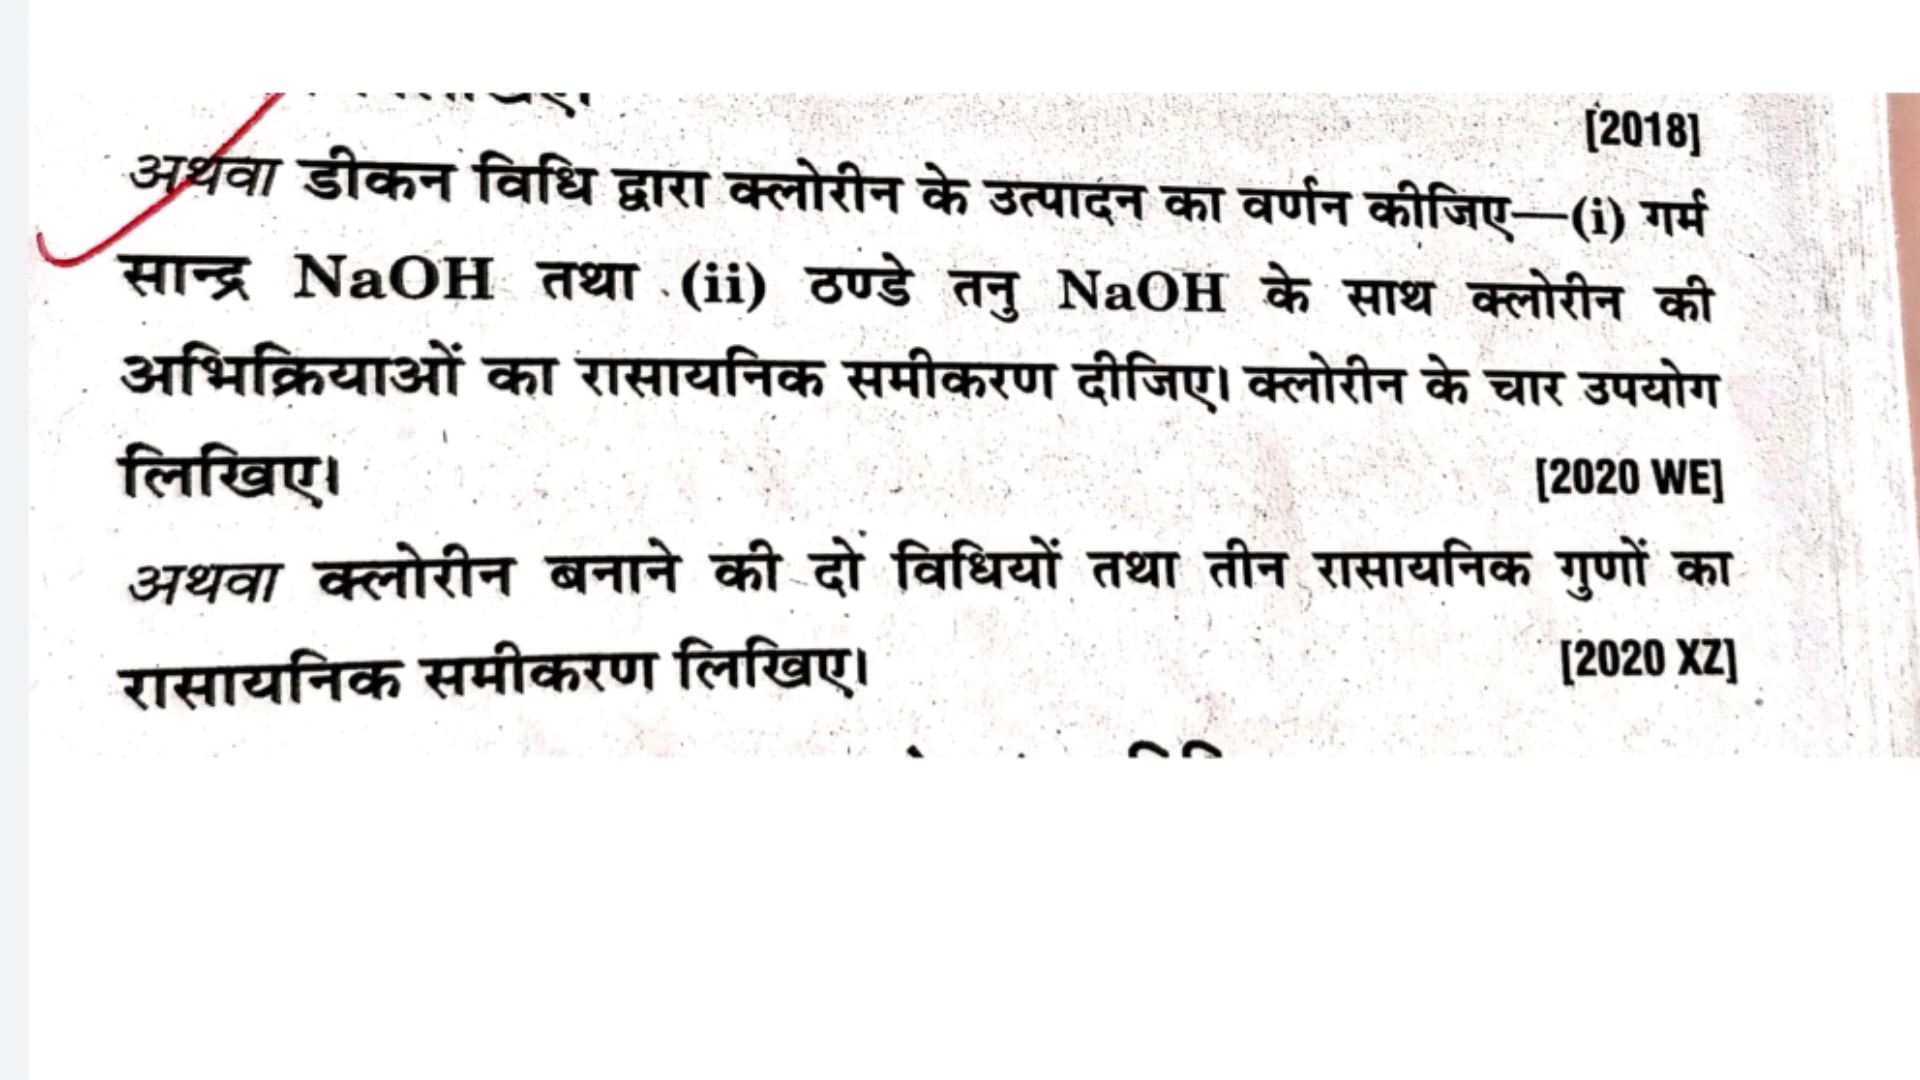 [2018]
अथवा डीकन विधि द्वारा क्लोरीन के उत्पादन का वर्णन कीजिए—(i) गर्म
सान्द्र NaOH तथा (ii) ठण्डे तनु NaOH के साथ क्लोरीन की
अभिक्रियाओं का रासायनिक समीकरण दीजिए। क्लोरीन के चार उपयोग
लिखिए। [2020 WE]
अथवा क्लोरीन बनाने की दो विधियों तथा तीन रासायनिक गुणों का
रासायनिक समीकरण लिखिए। [2020 XZ]